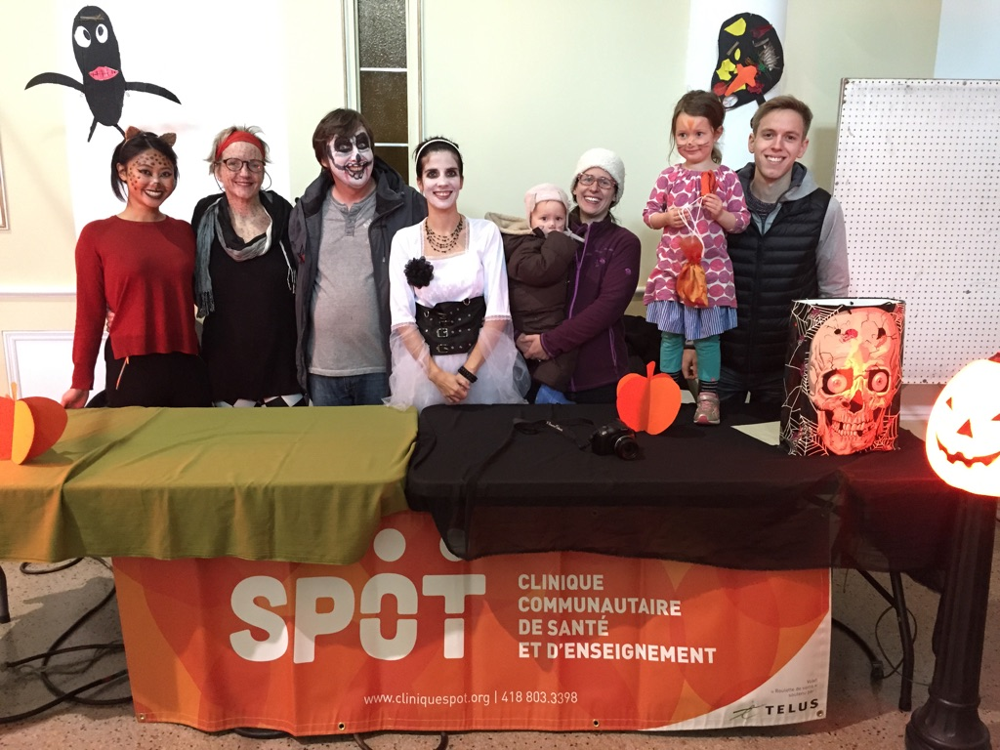 SPOT
CLINIQUE
COMMUNAUTAIRE
DE SANTÉ
ET D'ENSEIGNEMENT
www.cliniquespot.org | 418 803.3398
TELUS